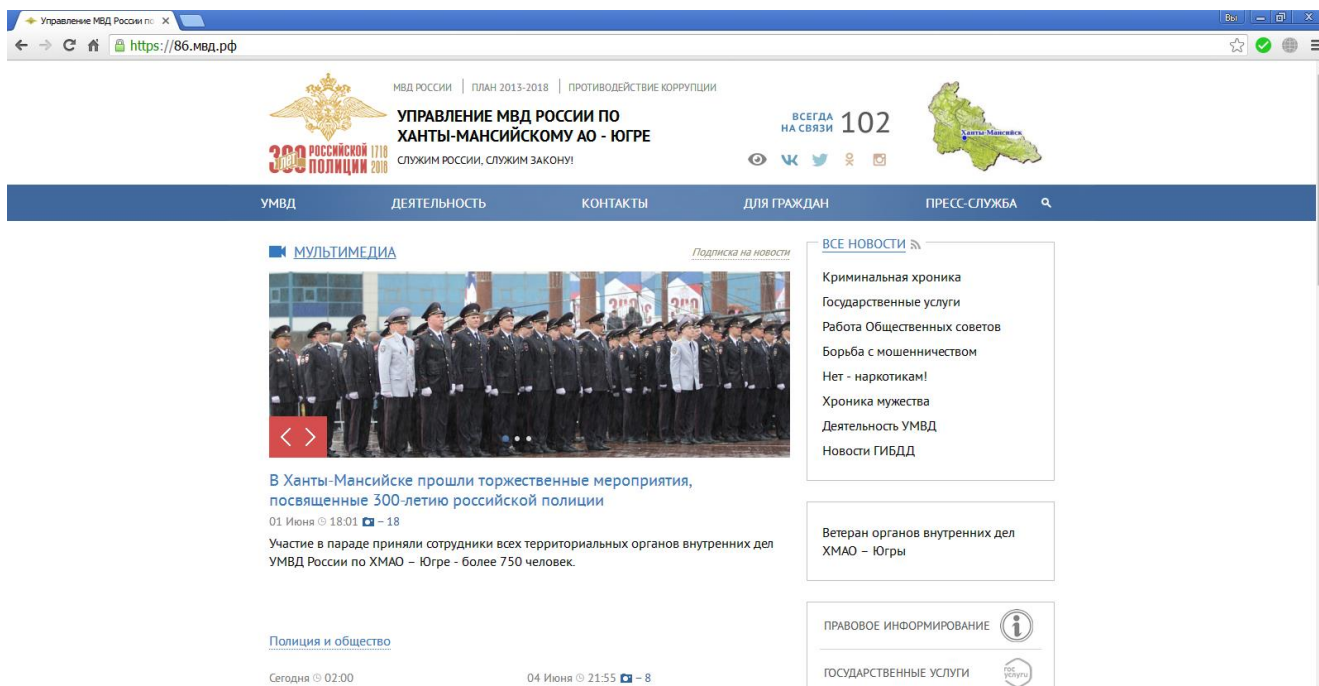 Управление МВД России по
Вы
https://86.мвд.рф
МВД РОССИИ | ПЛАН 2013-2018 | ПРОТИВОДЕЙСТВИЕ КОРРУПЦИИ
УПРАВЛЕНИЕ МВД РОССИИ ПО
ХАНТЫ-МАНСИЙСКОМУ АО - ЮГРЕ
СЛУЖИМ РОССИИ, СЛУЖИМ ЗАКОНУ!
300 лет РОССИЙСКОЙ ПОЛИЦИИ 1718 2018
ВСЕГДА
НА СВЯЗИ 102
Ханты-Мансийск
УМВД ДЕЯТЕЛЬНОСТЬ КОНТАКТЫ ДЛЯ ГРАЖДАН ПРЕСС-СЛУЖБА
МУЛЬТИМЕДИА
Подписка на новости
300 300
В Ханты-Мансийске прошли торжественные мероприятия,
посвященные 300-летию российской полиции
01 Июня 18:01 – 18
Участие в параде приняли сотрудники всех территориальных органов внутренних дел
УМВД России по ХМАО – Югре - более 750 человек.
Полиция и общество
Сегодня 02:00
04 Июня 21:55 – 8
ВСЕ НОВОСТИ
Криминальная хроника
Государственные услуги
Работа Общественных советов
Борьба с мошенничеством
Нет - наркотикам!
Хроника мужества
Деятельность УМВД
Новости ГИБДД
Ветеран органов внутренних дел
ХМАО – Югры
ПРАВОВОЕ ИНФОРМИРОВАНИЕ
ГОСУДАРСТВЕННЫЕ УСЛУГИ
гос
услуги